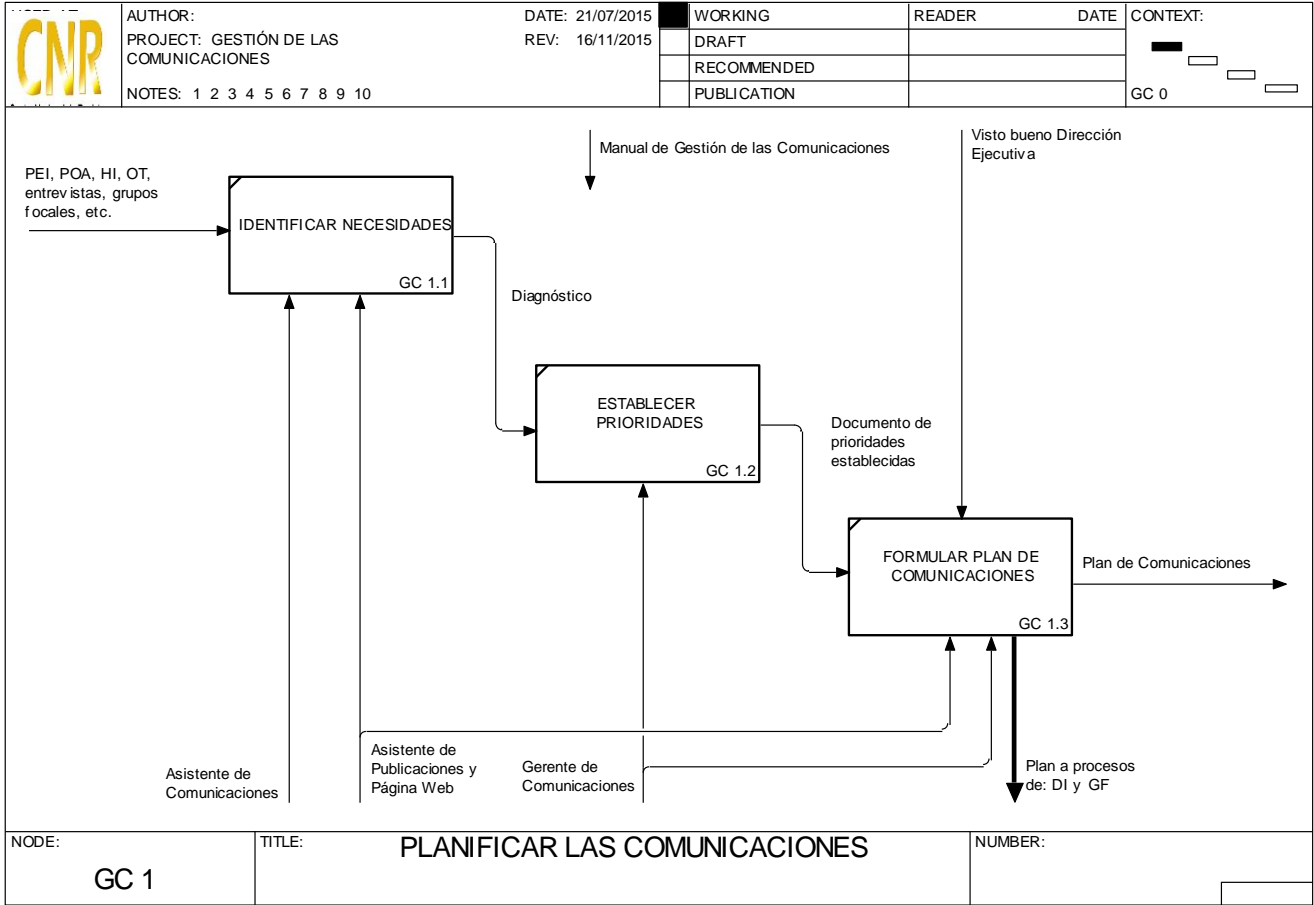 CNR
AUTHOR:
DATE: 21/07/2015
PROJECT: GESTIÓN DE LAS
COMUNICACIONES
REV: 16/11/2015
NOTES: 1 2 3 4 5 6 7 8 9 10
WORKING
DRAFT
RECOMMENDED
PUBLICATION
READER DATE
CONTEXT:
GC 0
PEI, POA, HI, OT,
entrevistas, grupos
focales, etc.
Manual de Gestión de las Comunicaciones
Visto bueno Dirección
Ejecutiva
IDENTIFICAR NECESIDADES
GC 1.1
Diagnóstico
ESTABLECER
PRIORIDADES
GC 1.2
Documento de
prioridades
establecidas
FORMULAR PLAN DE
COMUNICACIONES
GC 1.3
Plan de Comunicaciones
Asistente de
Comunicaciones
Asistente de
Publicaciones y
Página Web
Gerente de
Comunicaciones
Plan a procesos
de: DI y GF
NODE:
GC 1
TITLE:
PLANIFICAR LAS COMUNICACIONES
NUMBER: